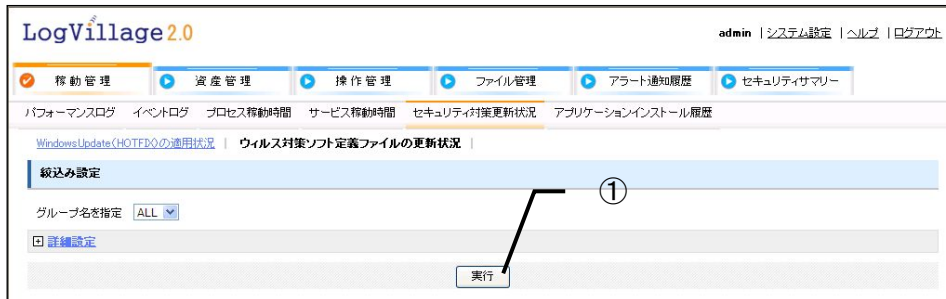 LogVillage 2.0
admin | システム設定 | ヘルプ | ログアウト
稼動管理 資産管理 操作管理 ファイル管理 アラート通知履歴 セキュリティサマリー
パフォーマンスログ イベントログ プロセス稼動時間 サービス稼動時間 セキュリティ対策更新状況 アプリケーションインストール履歴
WindowsUpdate(HOTFIX)の適用状況 | ウィルス対策ソフト定義ファイルの更新状況 |
絞込み設定
①
グループ名を指定 ALL
詳細設定
実行